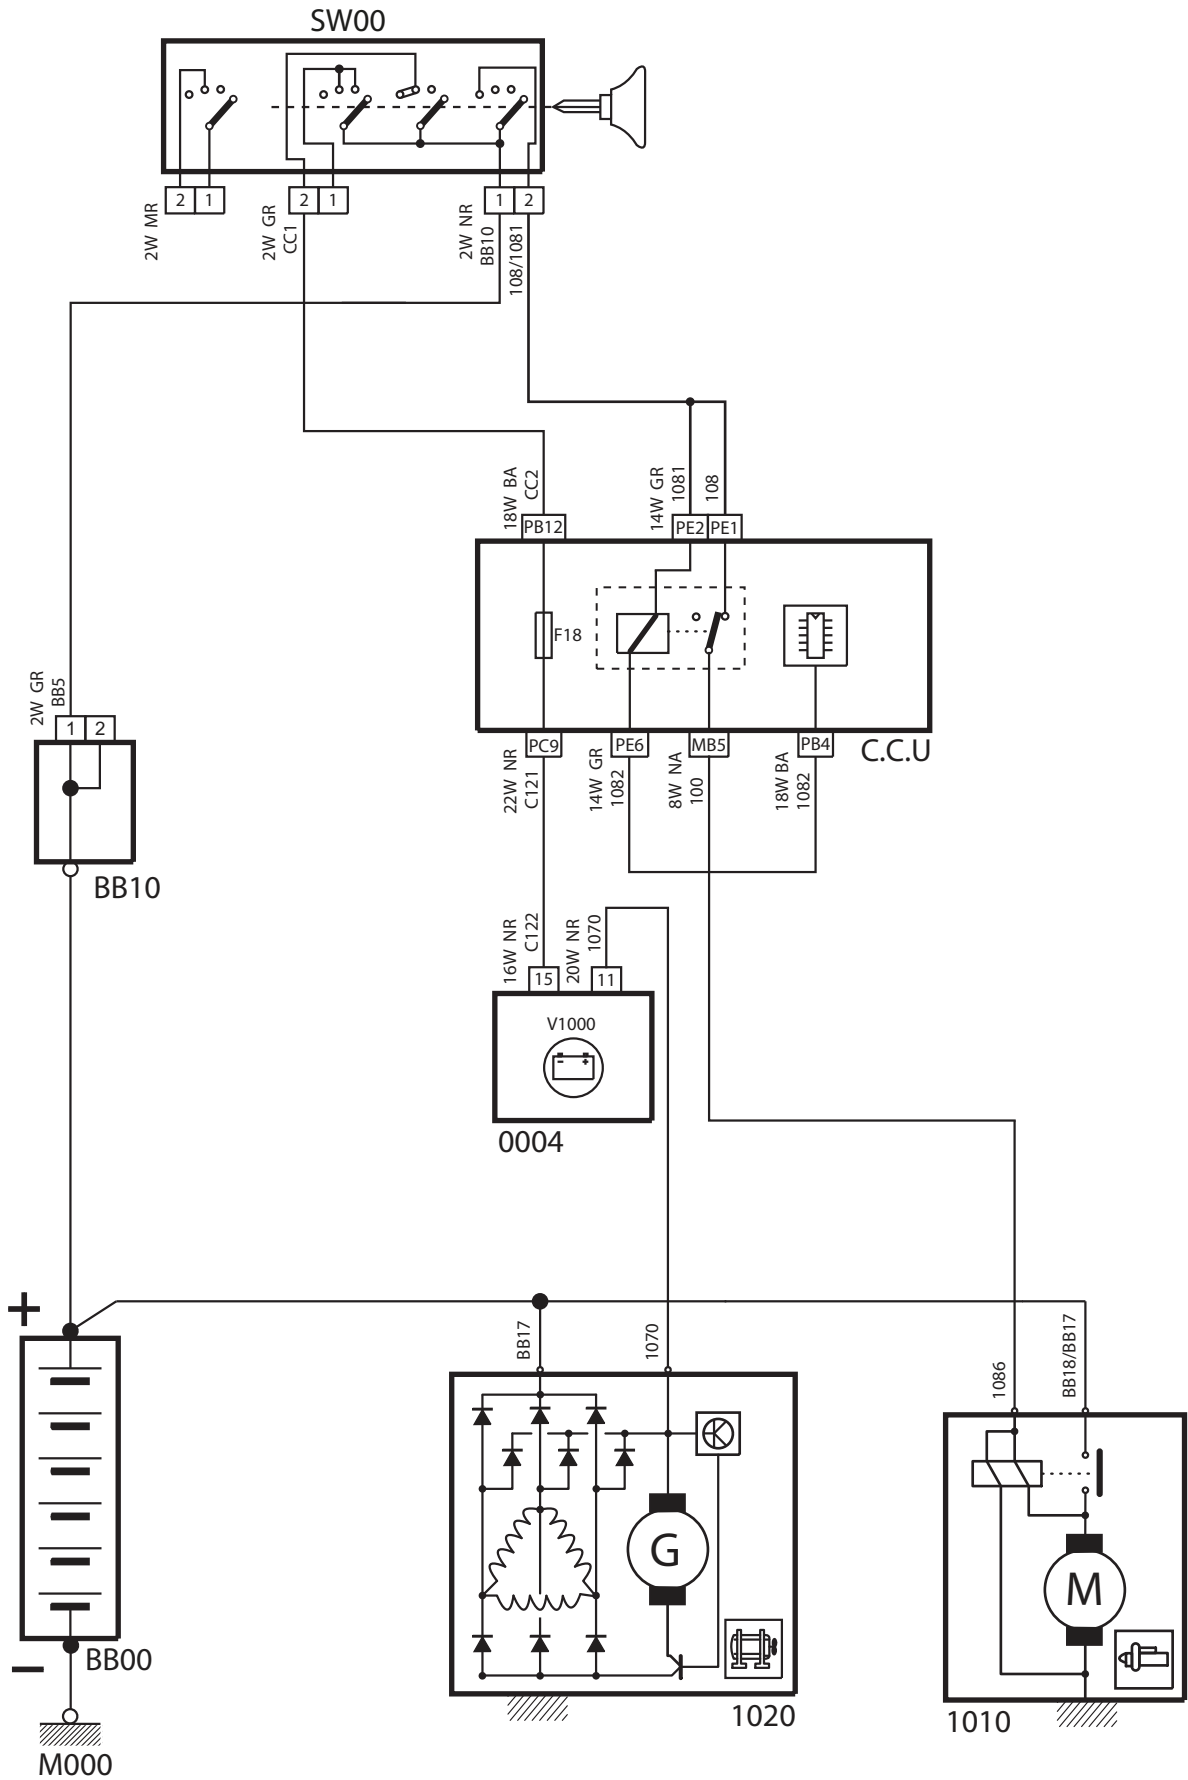 SW00
2 1
2 1
1 2
2W MR
2W GR
CC1
2W NR
BB10
108/1081
18W BA
CC2
14W GR
1081
108
PB12
PE2
PE1
F18
2W GR
BB5
1 2
BB10
PC9
PE6
MB5
PB4
C.C.U
22W NR
C121
14W GR
1082
8W NA
100
18W BA
1082
16W NR
C122
20W NR
1070
15
11
V1000
- +
0004
+
BB17
1070
1086
BB18/BB17
G
M
BB00
−
1020
1010
M000